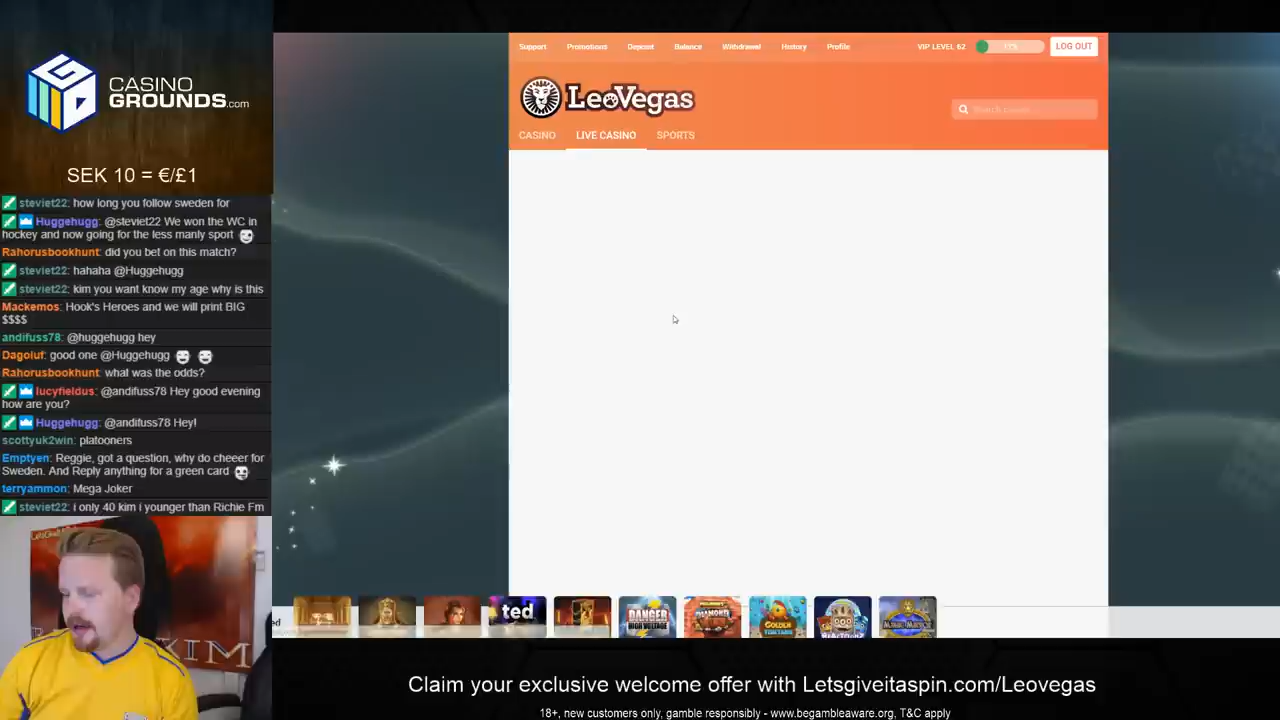 CASINO
GROUNDS.com
SEK 10 = €/£1
steviet22: how long you follow sweden for
Huggehugg: @steviet22 We won the WC in
hockey and now going for the less manly sport
Rahorusbookhunt: did you bet on this match?
steviet22: hahaha @Huggehugg
steviet22: kim you want know my age why is this
Mackemos: Hook's Heroes and we will print BIG
$$$$
andifuss78: @huggehugg hey
Dagoluf: good one @Huggehugg
Rahorusbookhunt: what was the odds?
lucyfieldus: @andifuss78 Hey good evening
how are you?
Huggehugg: @andifuss78 Hey!
scottyuk2win: platooners
Emptyen: Reggie, got a question, why do cheeer for
Sweden. And Reply anything for a green card
terryammon: Mega Joker
steviet22: i only 40 kim i younger than Richie Fm
Support Promotions Deposit Balance Withdrawal History Profile VIP LEVEL 62 LOG OUT
LeoVegas
CASINO LIVE CASINO SPORTS
ted
DANGER
HIGH VOLTAGE
DIAMOND
GOLDEN
REACTOONZ
MAGIC MIRROR
KIM
Claim your exclusive welcome offer with Letsgiveitaspin.com/Leovegas
18+, new customers only, gamble responsibly - www.begambleaware.org, T&C apply